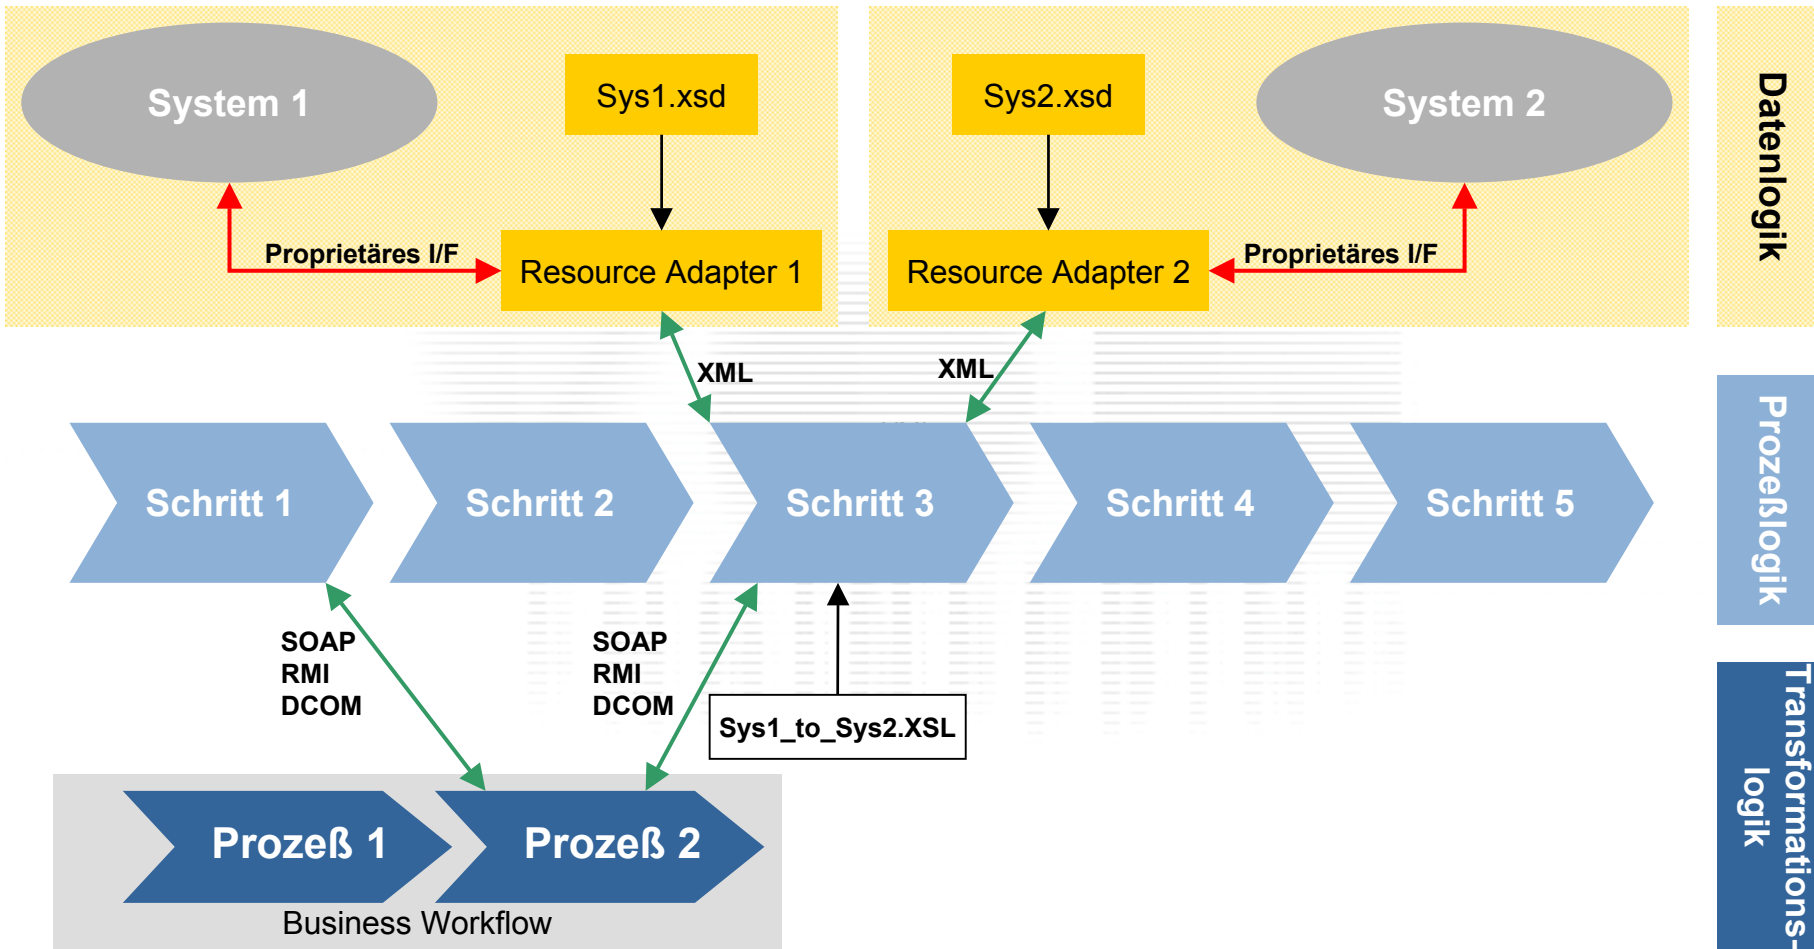 System 1
Sys1.xsd
Sys2.xsd
System 2
Datenlogik
Proprietäres I/F
Resource Adapter 1
Resource Adapter 2
Proprietäres I/F
XML
XML
Prozeßlogik
Schritt 1
Schritt 2
Schritt 3
Schritt 4
Schritt 5
SOAP
RMI
DCOM
SOAP
RMI
DCOM
Sys1_to_Sys2.XSL
Transformations-
logik
Prozeß 1
Prozeß 2
Business Workflow